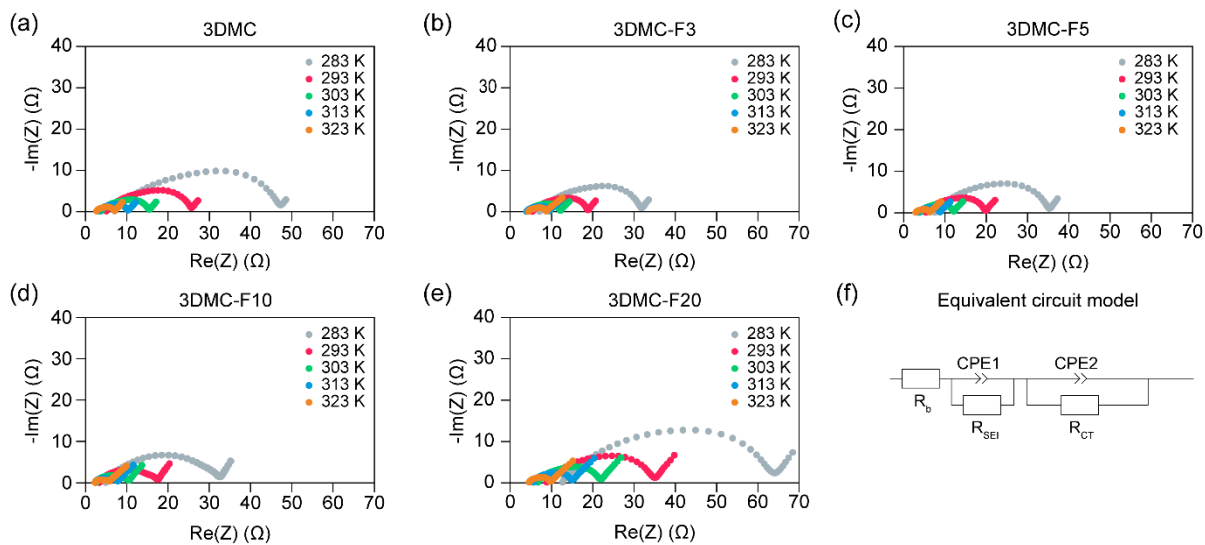 (a) 3DMC
40
30
20
10
0
-Im(Z) (Ω)
283 K
293 K
303 K
313 K
323 K
0 10 20 30 40 50 60 70
Re(Z) (Ω)
(b) 3DMC-F3
40
30
20
10
0
-Im(Z) (Ω)
283 K
293 K
303 K
313 K
323 K
0 10 20 30 40 50 60 70
Re(Z) (Ω)
(c) 3DMC-F5
40
30
20
10
0
-Im(Z) (Ω)
283 K
293 K
303 K
313 K
323 K
0 10 20 30 40 50 60 70
Re(Z) (Ω)
(d) 3DMC-F10
40
30
20
10
0
-Im(Z) (Ω)
283 K
293 K
303 K
313 K
323 K
0 10 20 30 40 50 60 70
Re(Z) (Ω)
(e) 3DMC-F20
40
30
20
10
0
-Im(Z) (Ω)
283 K
293 K
303 K
313 K
323 K
0 10 20 30 40 50 60 70
Re(Z) (Ω)
(f) Equivalent circuit model
CPE1 CPE2
R_b R_SEI R_CT